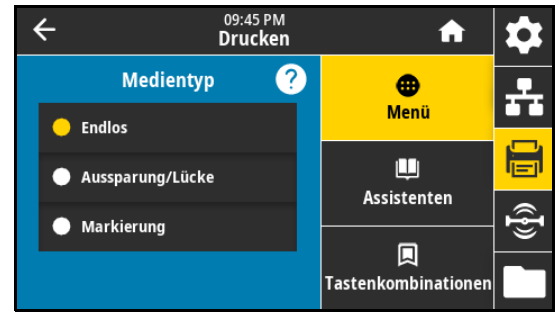 09:45 PM
Drucken
Medientyp
?
Endlos
Aussparung/Lücke
Markierung
Menü
Assistenten
Tastenkombinationen